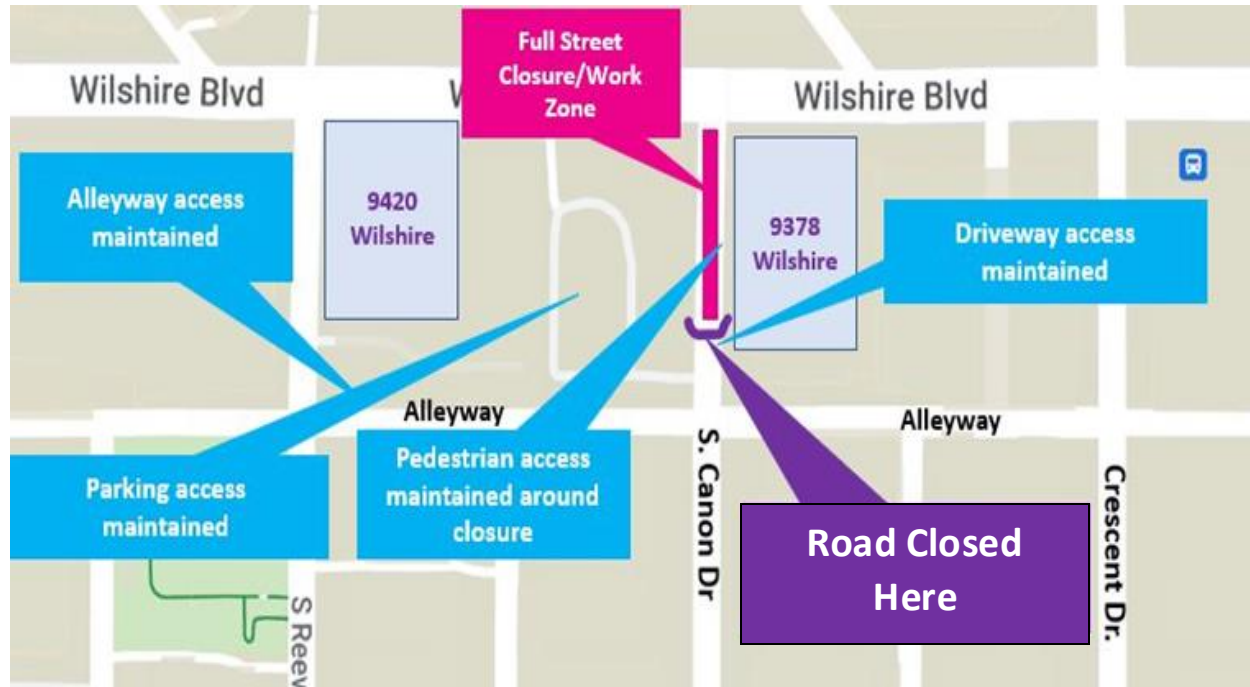 Full Street
Closure/Work
Zone
Wilshire Blvd
W
Wilshire Blvd
Alleyway access
maintained
9420
Wilshire
9378
Wilshire
Driveway access
maintained
Alleyway
Alleyway
Parking access
maintained
Pedestrian access
maintained around
closure
S. Canon Dr
Road Closed
Here
Crescent Dr.
S Reev